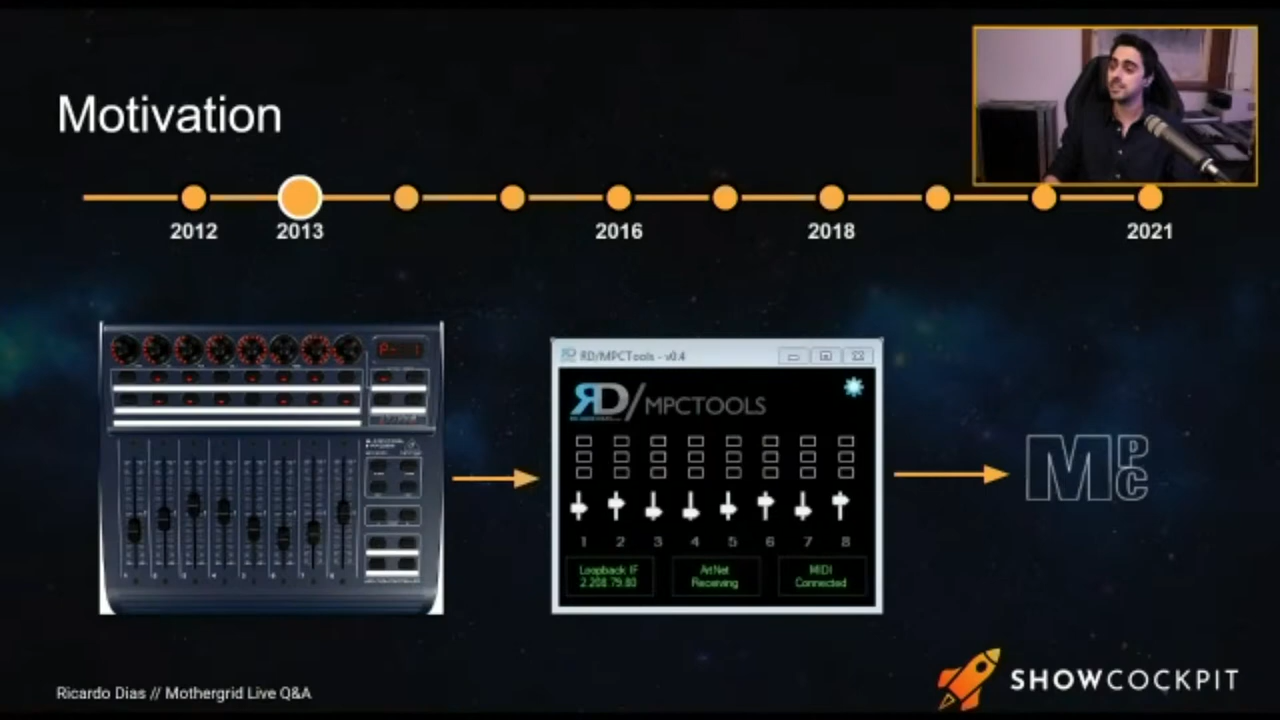 Motivation
2012
2013
2016
2018
2021
RD/MPCTools - v0.4
RD/MPCTOOLS
1 2 3 4 5 6 7 8
Loopback IF
2.208.79.80
ArtNet
Receiving
MIDI
Connected
MPC
Ricardo Dias // Mothergrid Live Q&A
SHOWCOCKPIT